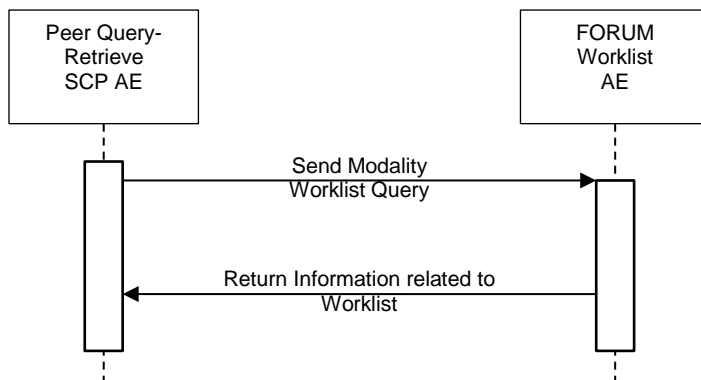 Peer Query-
Retrieve
SCP AE
FORUM
Worklist
AE
Send Modality
Worklist Query
Return Information related to
Worklist